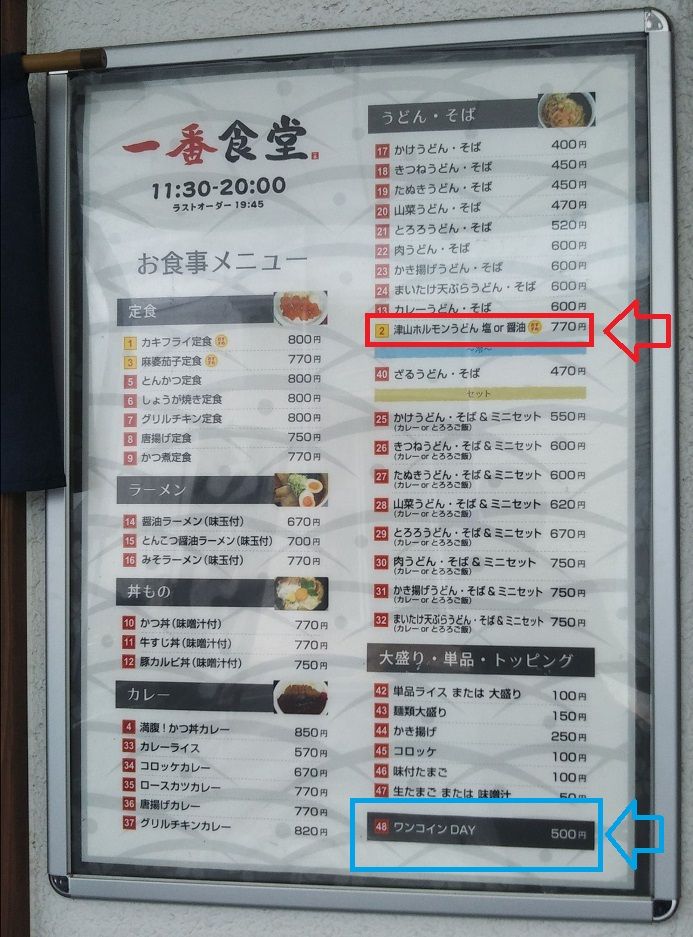 一番食堂
11:30-20:00
ラストオーダー 19:45
お食事メニュー
定食
1 カキフライ定食 800円
3 麻婆茄子定食 770円
5 とんかつ定食 800円
6 しょうが焼き定食 800円
7 グリルチキン定食 800円
8 唐揚げ定食 750円
9 かつ煮定食 770円
ラーメン
14 醤油ラーメン(味玉付) 670円
15 とんこつ醤油ラーメン(味玉付) 700円
16 みそラーメン(味玉付) 770円
丼もの
10 かつ丼(味噌汁付) 770円
11 牛すじ丼(味噌汁付) 770円
12 豚カルビ丼(味噌汁付) 750円
カレー
4 満腹!かつ丼カレー 850円
33 カレーライス 570円
34 コロッケカレー 670円
35 ロースカツカレー 770円
36 唐揚げカレー 770円
37 グリルチキンカレー 820円
うどん・そば
17 かけうどん・そば 400円
18 きつねうどん・そば 450円
19 たぬきうどん・そば 450円
20 山菜うどん・そば 470円
21 とろろうどん・そば 520円
22 肉うどん・そば 600円
23 かき揚げうどん・そば 600円
24 まいたけ天ぷらうどん・そば 600円
13 カレーうどん・そば 600円
2 津山ホルモンうどん 塩 or 醤油 770円
〜冷〜
40 ざるうどん・そば 470円
セット
25 かけうどん・そば & ミニセット 550円
(カレー or とろろご飯)
26 きつねうどん・そば & ミニセット 600円
(カレー or とろろご飯)
27 たぬきうどん・そば & ミニセット 600円
(カレー or とろろご飯)
28 山菜うどん・そば & ミニセット 620円
(カレー or とろろご飯)
29 とろろうどん・そば & ミニセット 670円
(カレー or とろろご飯)
30 肉うどん・そば & ミニセット 750円
(カレー or とろろご飯)
31 かき揚げうどん・そば & ミニセット 750円
(カレー or とろろご飯)
32 まいたけ天ぷらうどん・そば & ミニセット 750円
(カレー or とろろご飯)
大盛り・単品・トッピング
42 単品ライス または 大盛り 100円
43 麺類大盛り 150円
44 かき揚げ 250円
45 コロッケ 100円
46 味付たまご 100円
47 生たまご または 味噌汁 50円
48 ワンコイン DAY 500円